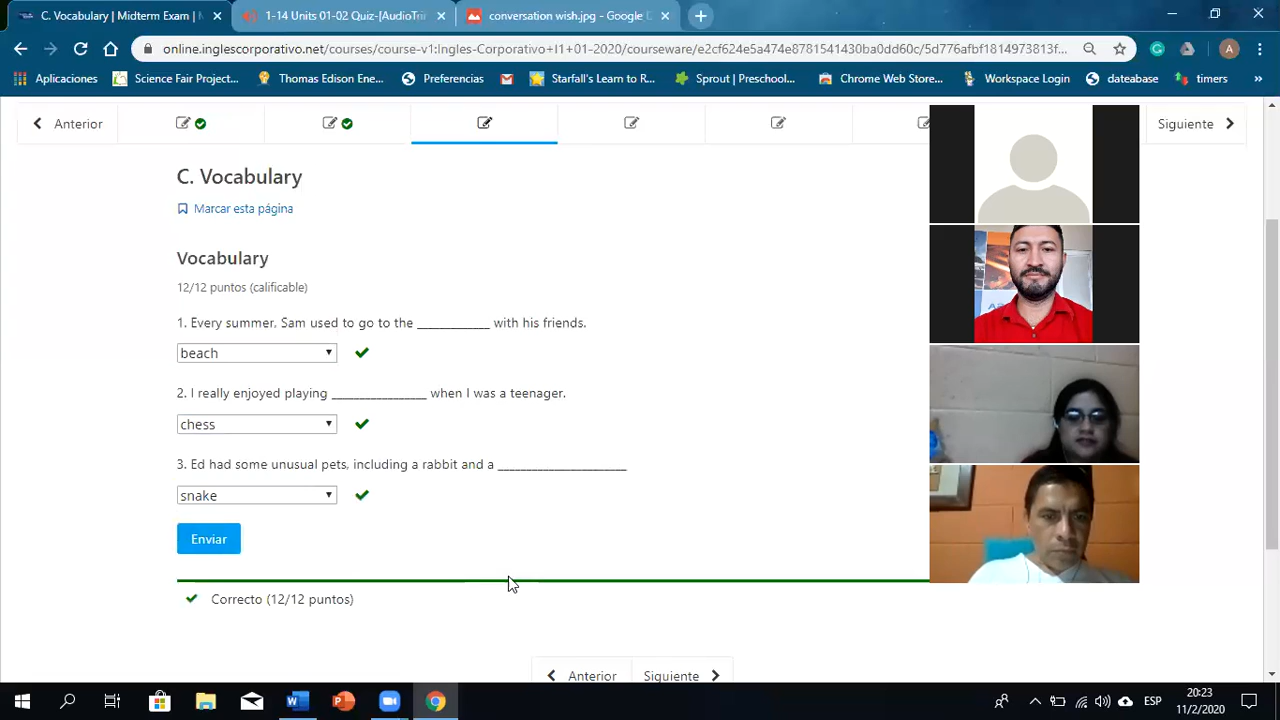 C. Vocabulary | Midterm Exam |
1-14 Units 01-02 Quiz-[AudioTri
conversation wish.jpg - Google D
online.inglescorporativo.net/courses/course-v1:Ingles-Corporativo+I1+01-2020/courseware/e2cf624e5a474e8781541430ba0dd60c/5d776afbf1814973813f...
A
Aplicaciones
Science Fair Project...
Thomas Edison Ene...
Preferencias
Starfall's Learn to R...
Sprout | Preschool...
Chrome Web Store...
Workspace Login
dateabase
timers
»
Anterior
Siguiente
C. Vocabulary
Marcar esta página
Vocabulary
12/12 puntos (calificable)
1. Every summer, Sam used to go to the _____________ with his friends.
beach
2. I really enjoyed playing _________________ when I was a teenager.
chess
3. Ed had some unusual pets, including a rabbit and a _______________________
snake
Enviar
Correcto (12/12 puntos)
Anterior
Siguiente
ESP
20:23
11/2/2020